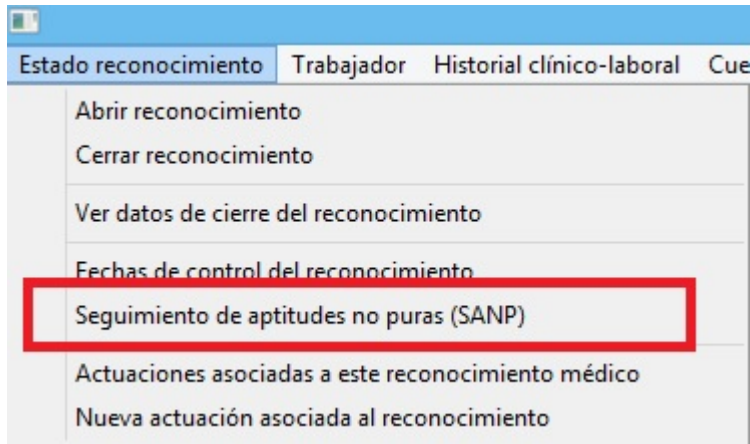 Estado reconocimiento Trabajador Historial clínico-laboral Cue
Abrir reconocimiento
Cerrar reconocimiento
Ver datos de cierre del reconocimiento
Fechas de control del reconocimiento
Seguimiento de aptitudes no puras (SANP)
Actuaciones asociadas a este reconocimiento médico
Nueva actuación asociada al reconocimiento